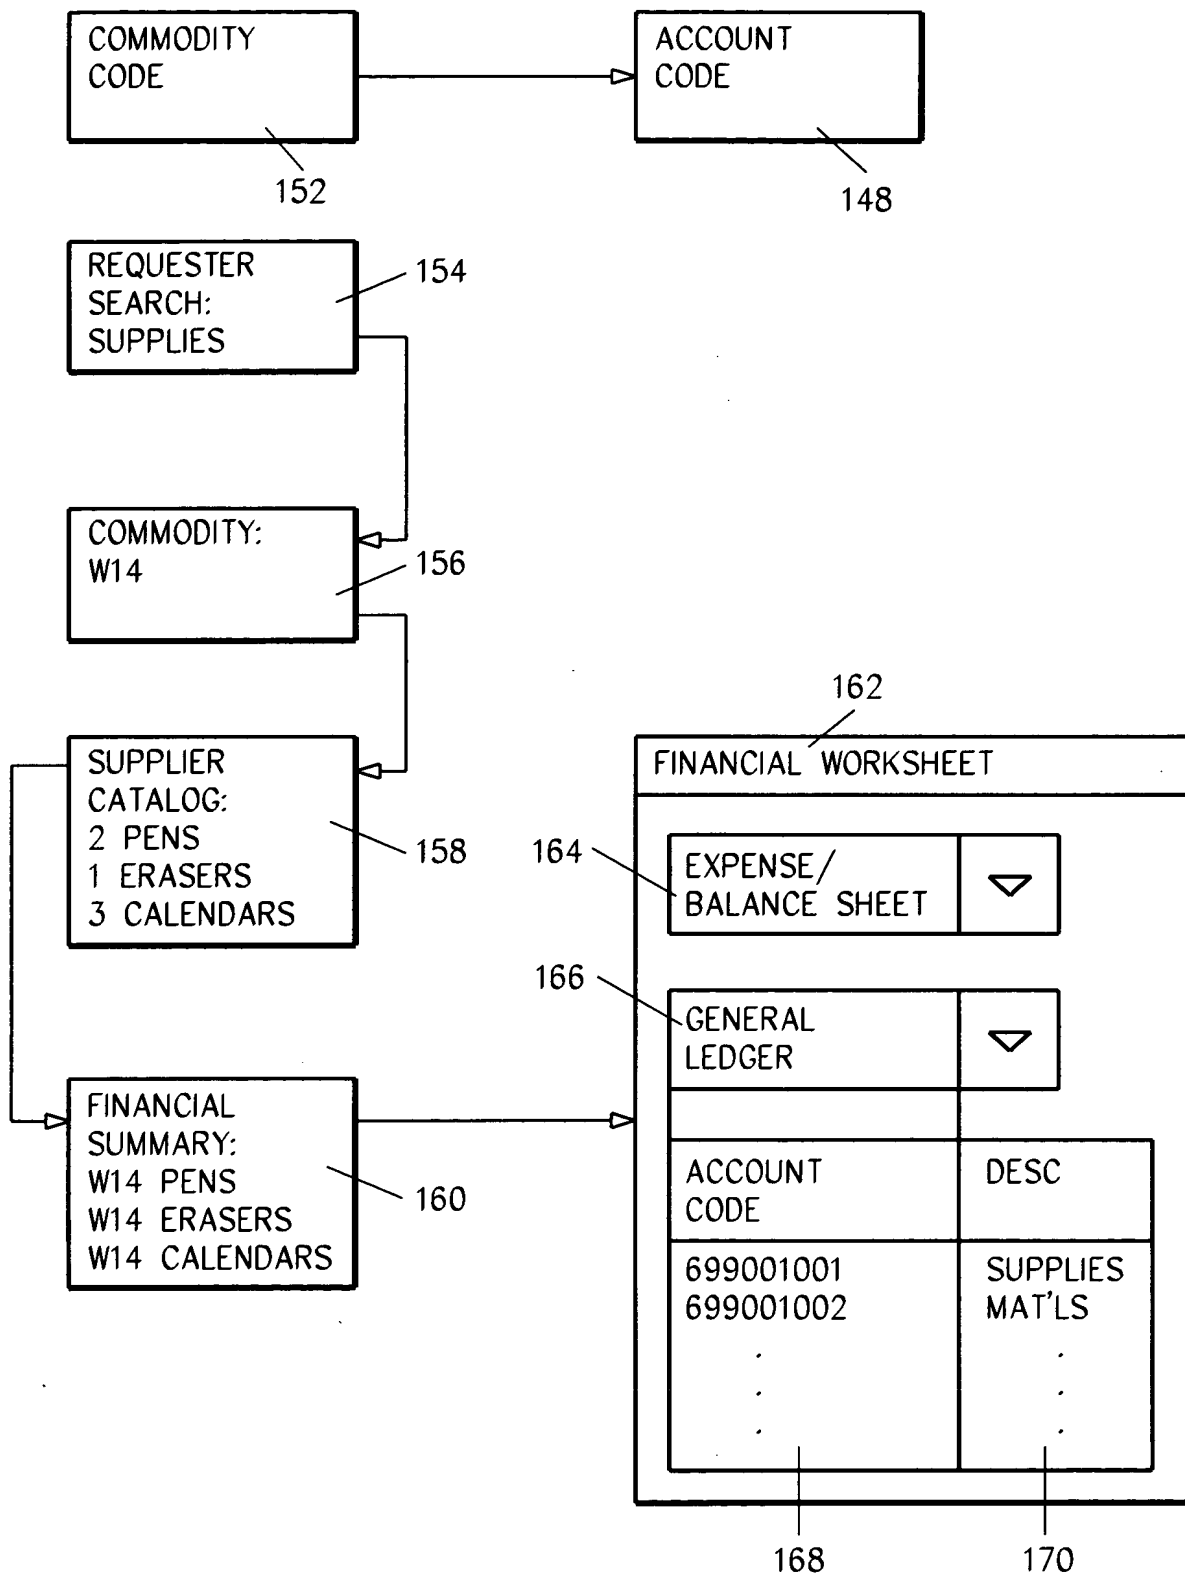 COMMODITY
CODE
152
ACCOUNT
CODE
148
REQUESTER
SEARCH:
SUPPLIES
154
COMMODITY:
W14
156
SUPPLIER
CATALOG:
2 PENS
1 ERASERS
3 CALENDARS
158
FINANCIAL
SUMMARY:
W14 PENS
W14 ERASERS
W14 CALENDARS
160
162
FINANCIAL WORKSHEET
164
EXPENSE/
BALANCE SHEET
166
GENERAL
LEDGER
ACCOUNT
CODE
DESC
699001001 SUPPLIES
699001002 MAT'LS
168
170